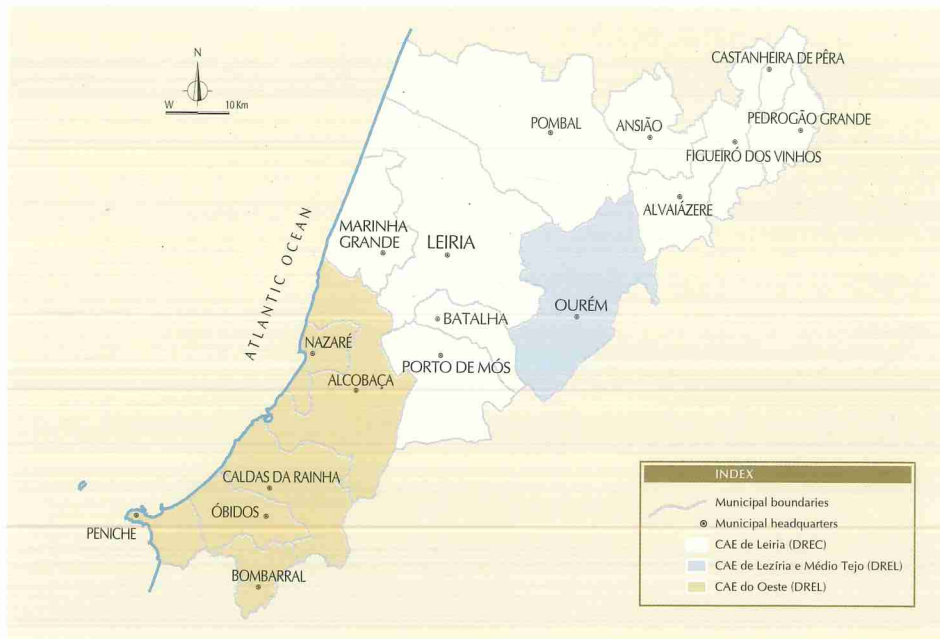 N
W
10 Km
CASTANHEIRA DE PÊRA
POMBAL
ANSIÃO
PEDROGÃO GRANDE
FIGUEIRÓ DOS VINHOS
ALVAIÁZERE
ATLANTIC OCEAN
MARINHA
GRANDE
LEIRIA
OURÉM
BATALHA
NAZARÉ
PORTO DE MÓS
ALCOBAÇA
CALDAS DA RAINHA
ÓBIDOS
PENICHE
BOMBARRAL
INDEX
Municipal boundaries
Municipal headquarters
CAE de Leiria (DREC)
CAE de Lezíria e Médio Tejo (DREL)
CAE do Oeste (DREL)